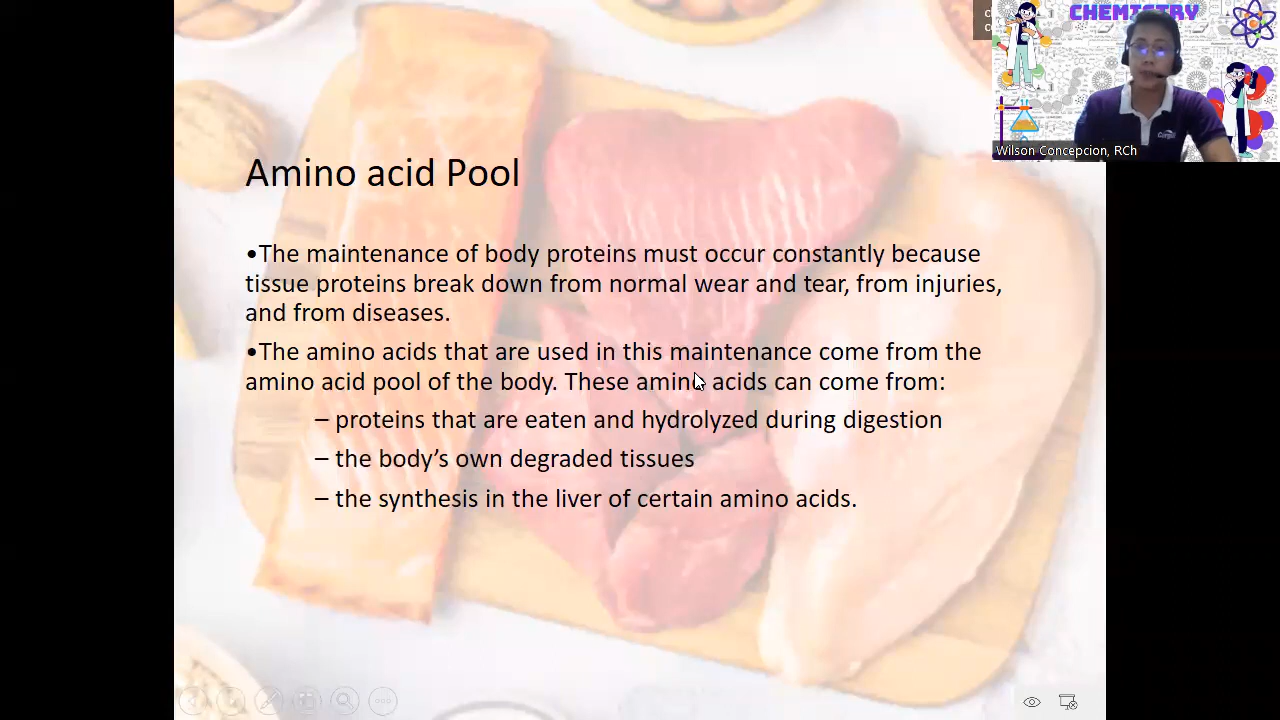 CHEMISTRY
Wilson Concepcion, RCh
Amino acid Pool
•The maintenance of body proteins must occur constantly because
tissue proteins break down from normal wear and tear, from injuries,
and from diseases.
•The amino acids that are used in this maintenance come from the
amino acid pool of the body. These amino acids can come from:
– proteins that are eaten and hydrolyzed during digestion
– the body’s own degraded tissues
– the synthesis in the liver of certain amino acids.